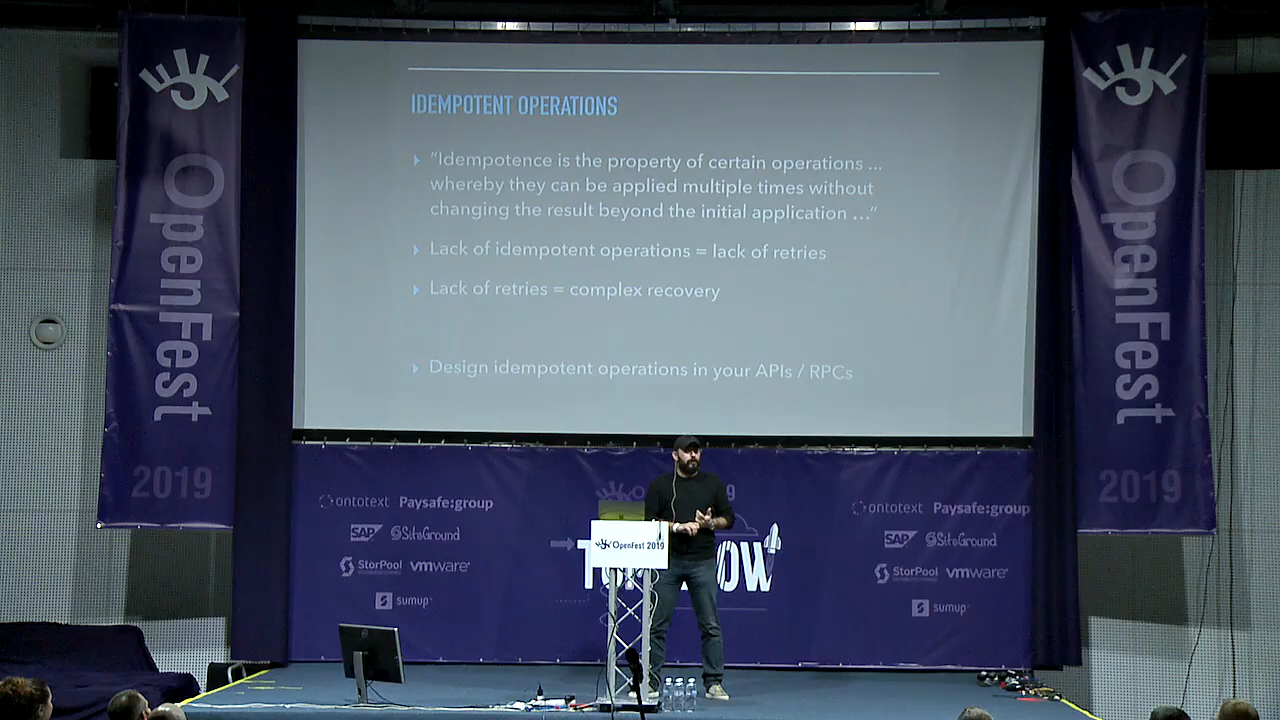 IDEMPOTENT OPERATIONS
“Idempotence is the property of certain operations ...
whereby they can be applied multiple times without
changing the result beyond the initial application ...”
Lack of idempotent operations = lack of retries
Lack of retries = complex recovery
Design idempotent operations in your APIs / RPCs
OpenFest
2019
OpenFest
2019
ontotext Paysafe:group
SAP SiteGround
StorPool vmware
sumup
OpenFest 2019
OW
ontotext Paysafe:group
SAP SiteGround
StorPool vmware
sumup